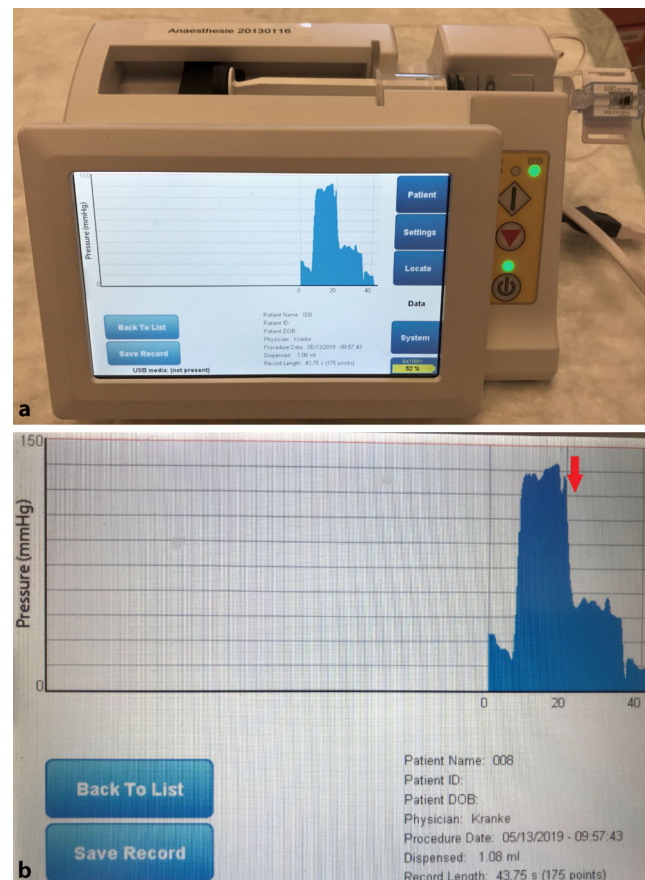 Anaesthesie 20130116
Pressure (mmHg)
0
0 20 40
Patient
Settings
Locate
Data
System
BATTERY
52 %
Back To List
Save Record
USB media: (not present)
Patient Name: 008
Patient ID:
Patient DOB:
Physician: Kranke
Procedure Date: 05/13/2019 - 09:57:43
Dispensed: 1.08 ml
Record Length: 43.75 s (175 points)
a
150
Pressure (mmHg)
0
0 20 40
Back To List
Save Record
Patient Name: 008
Patient ID:
Patient DOB:
Physician: Kranke
Procedure Date: 05/13/2019 - 09:57:43
Dispensed: 1.08 ml
Record Length: 43.75 s (175 points)
b